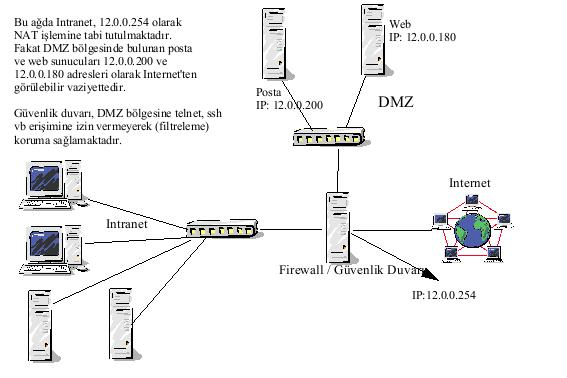 Bu ağda Intranet, 12.0.0.254 olarak
NAT işlemine tabi tutulmaktadır.
Fakat DMZ bölgesinde bulunan posta
ve web sunucuları 12.0.0.200 ve
12.0.0.180 adresleri olarak Internet'ten
görülebilir vaziyettedir.
Güvenlik duvarı, DMZ bölgesine telnet, ssh
vb erişimine izin vermeyerek (filtreleme)
koruma sağlamaktadır.
Web
IP: 12.0.0.180
Posta
IP: 12.0.0.200
DMZ
Intranet
Internet
Firewall / Güvenlik Duvarı
IP:12.0.0.254